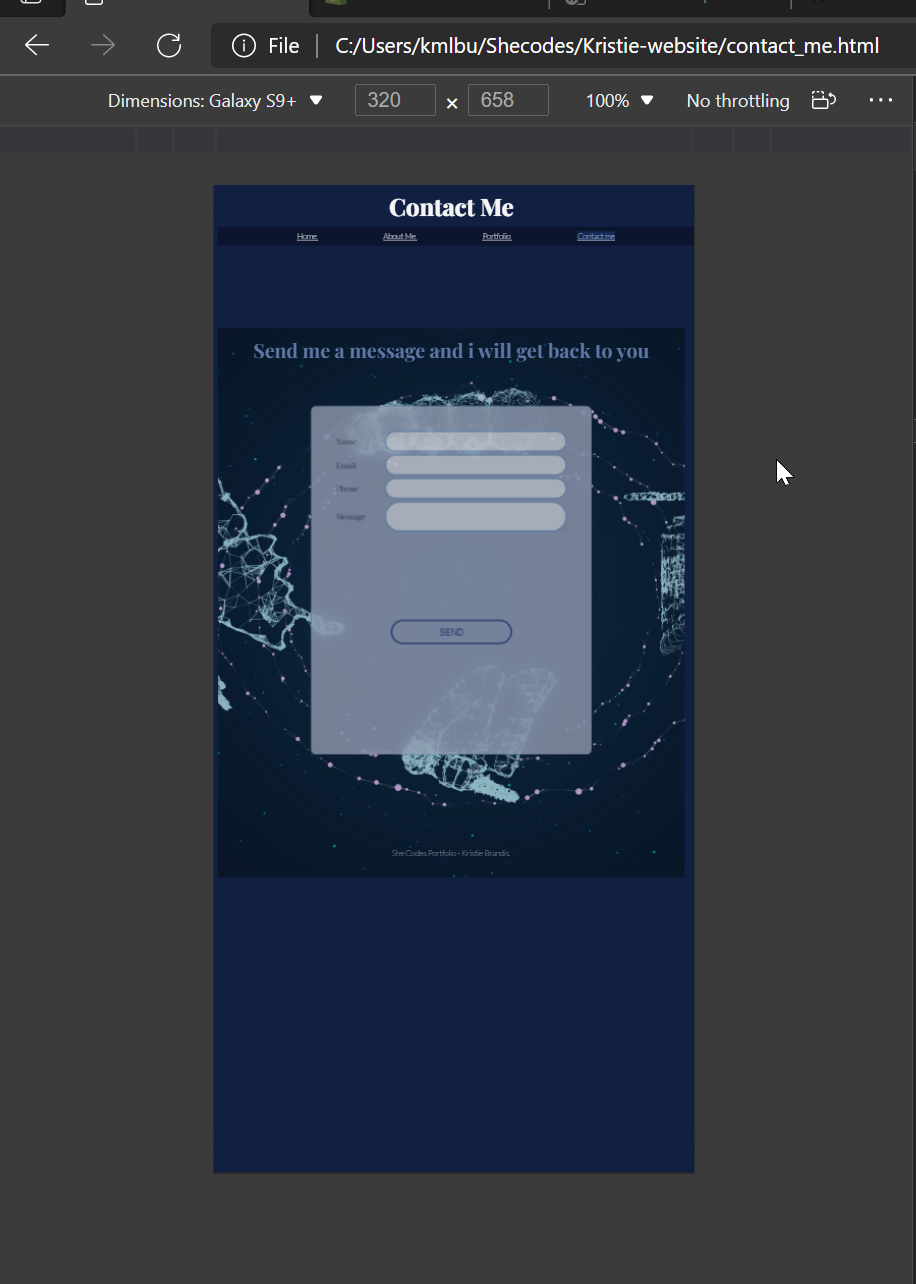 File C:/Users/kmlbu/Shecodes/Kristie-website/contact_me.html
Dimensions: Galaxy S9+ 320 × 658 100% No throttling
Contact Me
Home About Me Portfolio Contact me
Send me a message and i will get back to you
Name
Email
Phone
Message
SEND
She Codes Portfolio - Kristie Brandis.